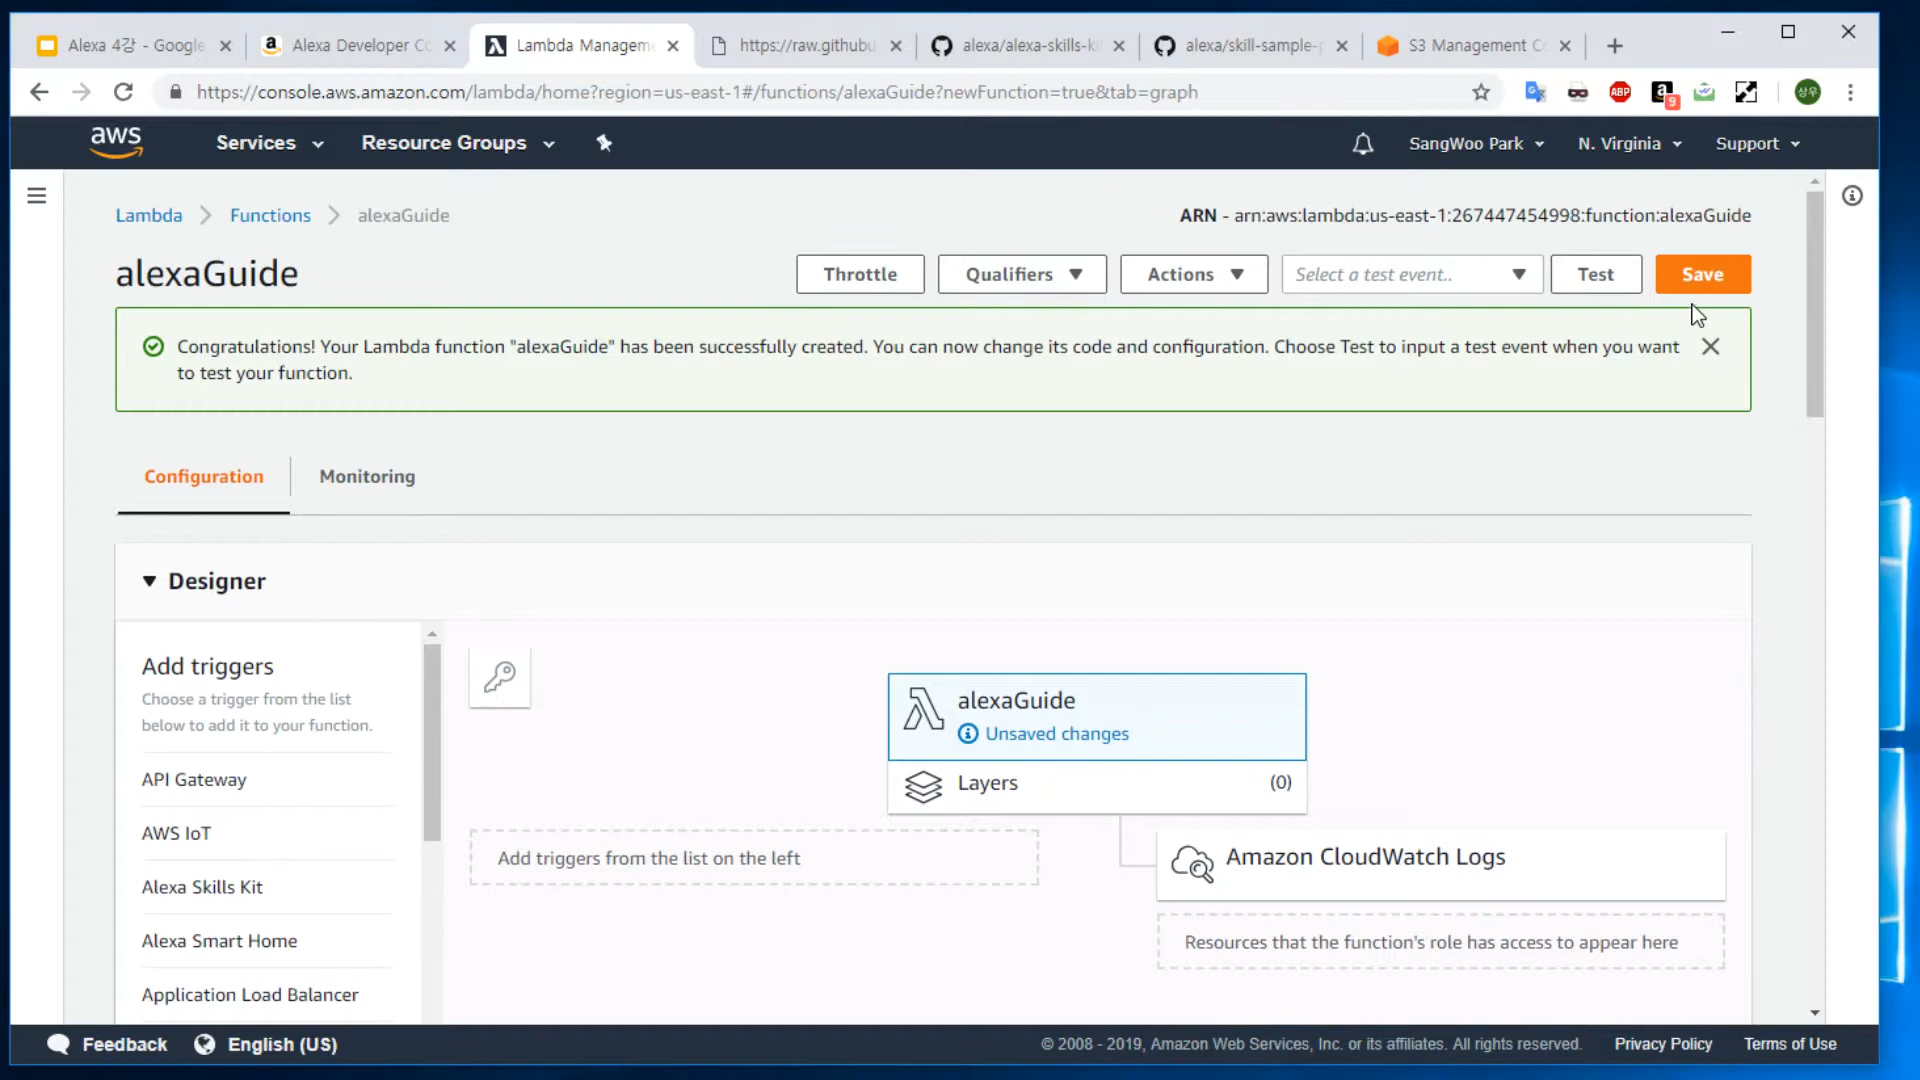 Alexa 4강 - Google
Alexa Developer Co
Lambda Managem
https://raw.githubu
alexa/alexa-skills-ki
alexa/skill-sample-
S3 Management C
https://console.aws.amazon.com/lambda/home?region=us-east-1#/functions/alexaGuide?newFunction=true&tab=graph
ABP
9
상우
aws
Services
Resource Groups
SangWoo Park
N. Virginia
Support
Lambda
Functions
alexaGuide
ARN - arn:aws:lambda:us-east-1:267447454998:function:alexaGuide
alexaGuide
Throttle
Qualifiers
Actions
Select a test event..
Test
Save
Congratulations! Your Lambda function "alexaGuide" has been successfully created. You can now change its code and configuration. Choose Test to input a test event when you want
to test your function.
Configuration
Monitoring
Designer
Add triggers
Choose a trigger from the list
below to add it to your function.
API Gateway
AWS IoT
Alexa Skills Kit
Alexa Smart Home
Application Load Balancer
alexaGuide
Unsaved changes
Layers
(0)
Add triggers from the list on the left
Amazon CloudWatch Logs
Resources that the function's role has access to appear here
Feedback
English (US)
© 2008 - 2019, Amazon Web Services, Inc. or its affiliates. All rights reserved.
Privacy Policy
Terms of Use